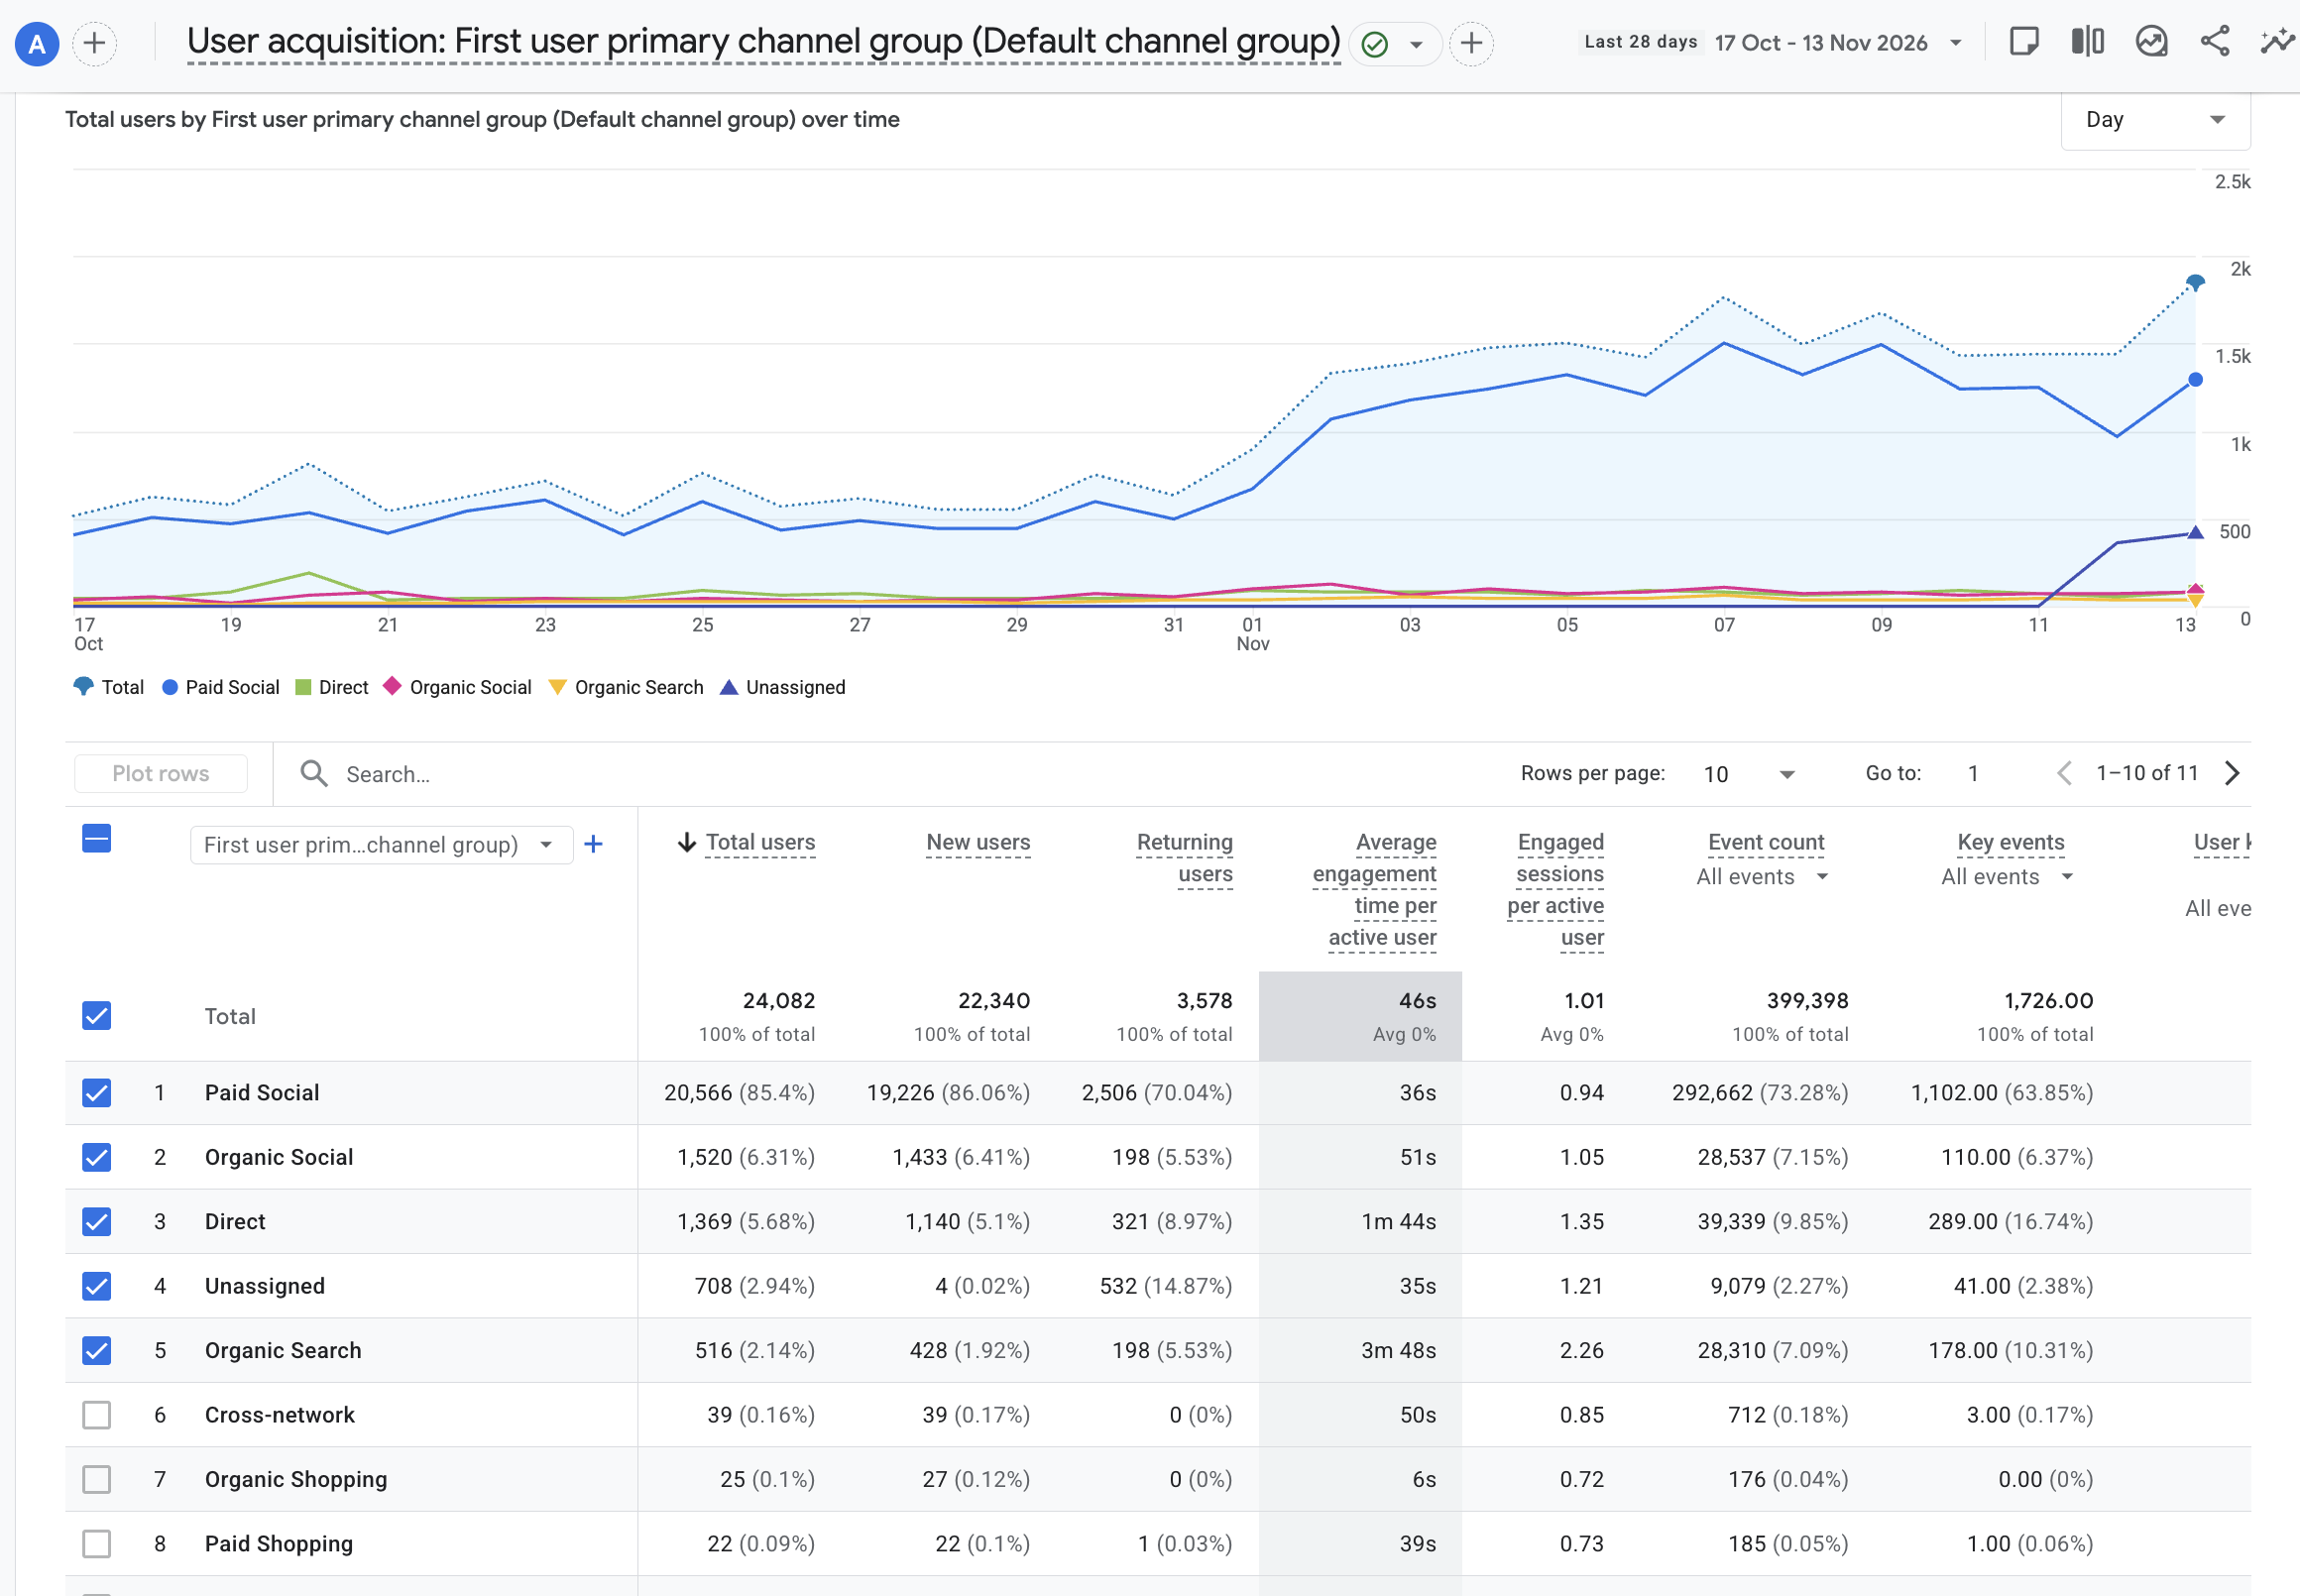 A
User acquisition: First user primary channel group (Default channel group)
Last 28 days 17 Oct - 13 Nov 2026
Total users by First user primary channel group (Default channel group) over time
Day
2.5k
2k
1.5k
1k
500
0
17 19 21 23 25 27 29 31 01 03 05 07 09 11 13
Oct Nov
Total Paid Social Direct Organic Social Organic Search Unassigned
Plot rows Search... Rows per page: 10 Go to: 1 1–10 of 11
First user prim...channel group) +
Total users
New users
Returning
users
Average
engagement
time per
active user
Engaged
sessions
per active
user
Event count
All events
Key events
All events
User k
All eve
Total 24,082 22,340 3,578 46s 1.01 399,398 1,726.00
100% of total 100% of total 100% of total Avg 0% Avg 0% 100% of total 100% of total
1 Paid Social 20,566 (85.4%) 19,226 (86.06%) 2,506 (70.04%) 36s 0.94 292,662 (73.28%) 1,102.00 (63.85%)
2 Organic Social 1,520 (6.31%) 1,433 (6.41%) 198 (5.53%) 51s 1.05 28,537 (7.15%) 110.00 (6.37%)
3 Direct 1,369 (5.68%) 1,140 (5.1%) 321 (8.97%) 1m 44s 1.35 39,339 (9.85%) 289.00 (16.74%)
4 Unassigned 708 (2.94%) 4 (0.02%) 532 (14.87%) 35s 1.21 9,079 (2.27%) 41.00 (2.38%)
5 Organic Search 516 (2.14%) 428 (1.92%) 198 (5.53%) 3m 48s 2.26 28,310 (7.09%) 178.00 (10.31%)
6 Cross-network 39 (0.16%) 39 (0.17%) 0 (0%) 50s 0.85 712 (0.18%) 3.00 (0.17%)
7 Organic Shopping 25 (0.1%) 27 (0.12%) 0 (0%) 6s 0.72 176 (0.04%) 0.00 (0%)
8 Paid Shopping 22 (0.09%) 22 (0.1%) 1 (0.03%) 39s 0.73 185 (0.05%) 1.00 (0.06%)